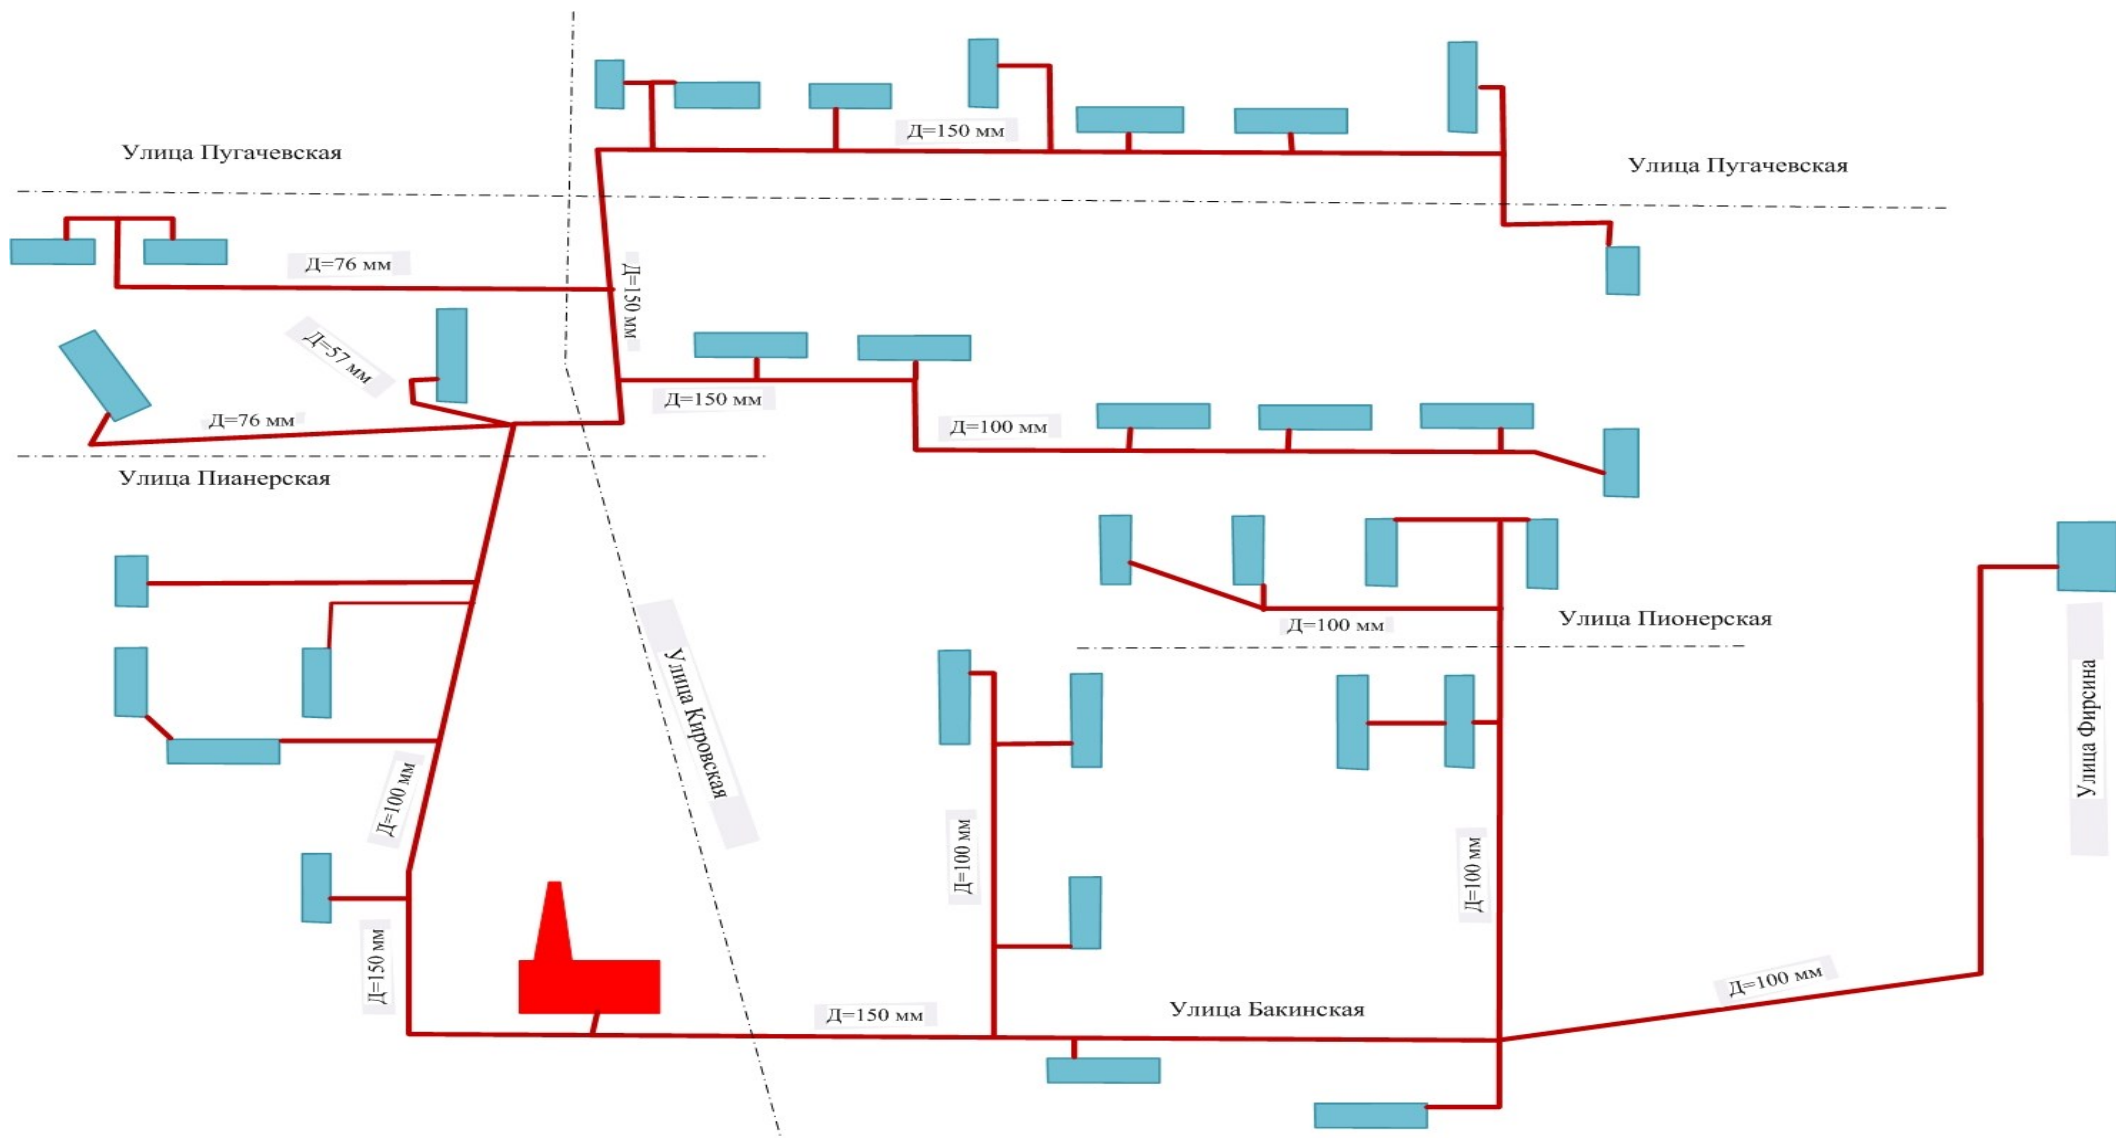 Д=150 мм
Улица Пугачевская
Улица Пугачевская
Д=76 мм
Д=150 мм
Д=57 мм
Д=150 мм
Д=76 мм
Д=100 мм
Улица Пианерская
Улица Пионерская
Д=100 мм
Улица Кировская
Улица Фирсина
Д=100 мм
Д=100 мм
Д=100 мм
Д=150 мм
Д=100 мм
Улица Бакинская
Д=150 мм